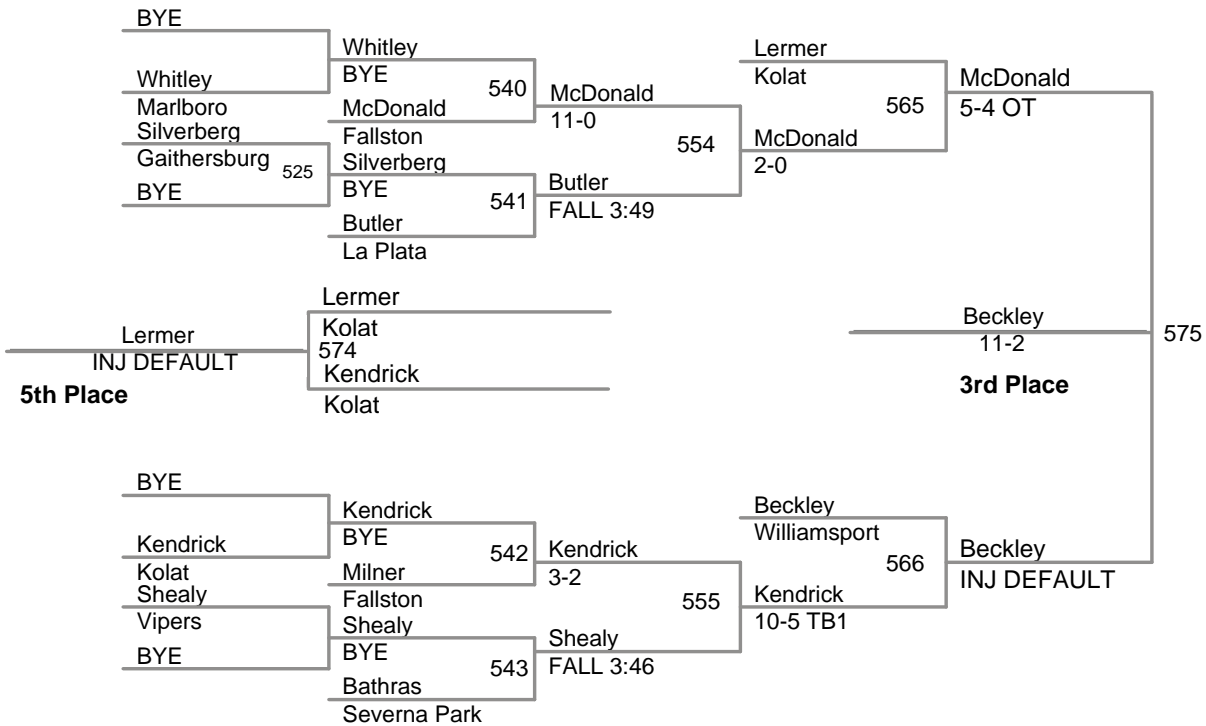 BYE
Whitley
Whitley
BYE
Marlboro
Silverberg
540
McDonald
Fallston
McDonald
11-0
Gaithersburg
525
BYE
Silverberg
BYE
541
Butler
La Plata
Butler
FALL 3:49
554
McDonald
2-0
Lermer
Kolat
565
McDonald
5-4 OT
Lermer
Kolat
574
Kendrick
Kolat
Lermer
INJ DEFAULT
5th Place
Beckley
11-2
575
3rd Place
BYE
Kendrick
Kendrick
BYE
Kolat
Shealy
542
Milner
Fallston
Kendrick
3-2
Vipers
BYE
Shealy
BYE
543
Bathras
Severna Park
Shealy
FALL 3:46
555
Kendrick
10-5 TB1
Beckley
Williamsport
566
Beckley
INJ DEFAULT